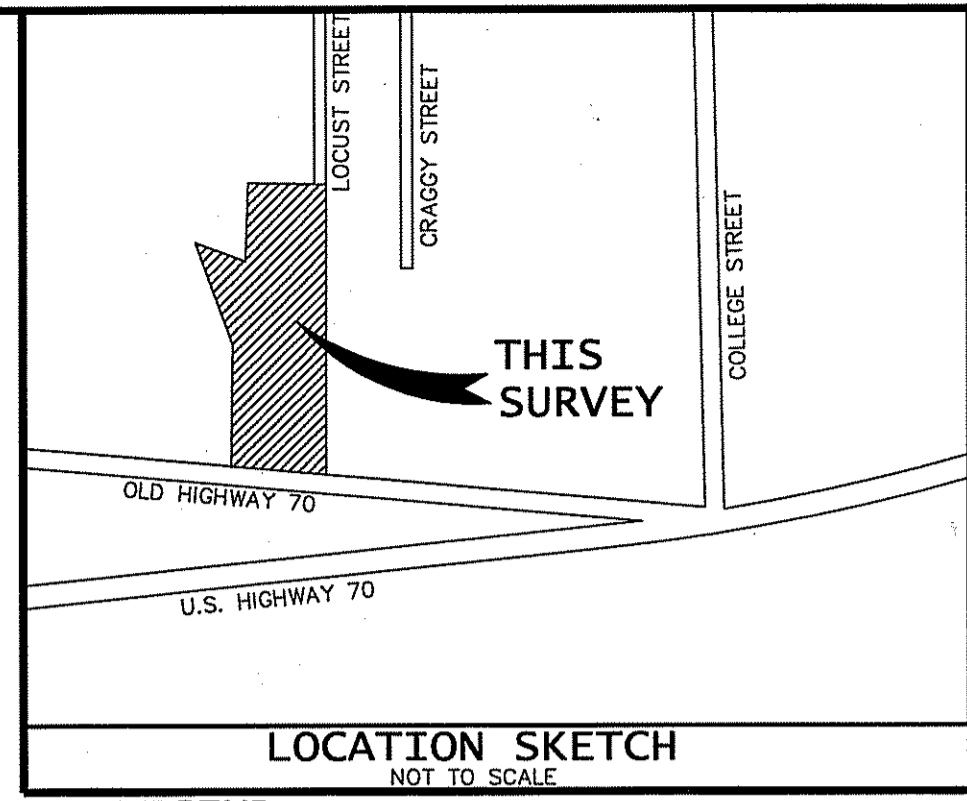 LOCUST STREET
CRAGGY STREET
COLLEGE STREET
THIS
SURVEY
OLD HIGHWAY 70
U.S. HIGHWAY 70
LOCATION SKETCH
NOT TO SCALE